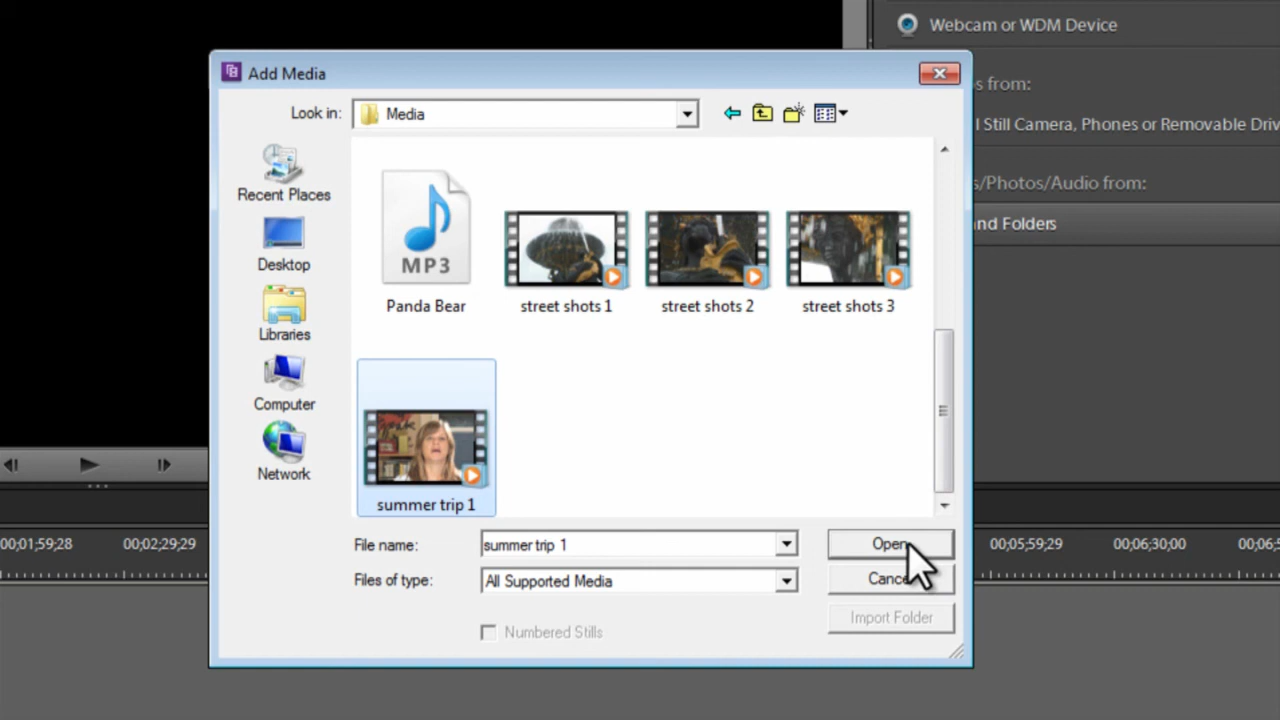 Webcam or WDM Device
Add Media
s from:
Look in:
Media
l Still Camera, Phones or Removable Driv
Recent Places
s/Photos/Audio from:
nd Folders
Desktop
MP3
Panda Bear
street shots 1
street shots 2
street shots 3
Libraries
Computer
Network
summer trip 1
00;01;59;28
00;02;29;29
File name:
summer trip 1
Open
00;05;59;29
00;06;30;00
00;06;5
Files of type:
All Supported Media
Cance
Import Folder
Numbered Stills